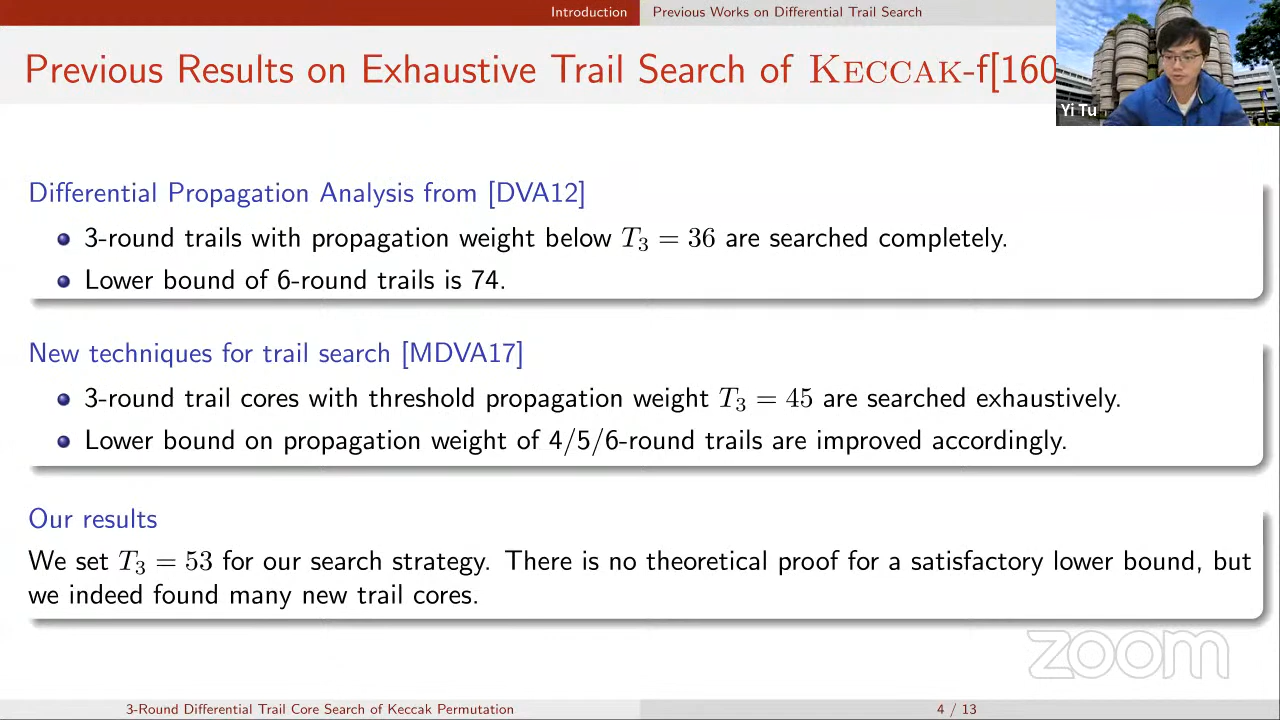 Introduction
Previous Works on Differential Trail Search
Previous Results on Exhaustive Trail Search of KECCAK-f[160
Yi Tu
Differential Propagation Analysis from [DVA12]
3-round trails with propagation weight below T₃ = 36 are searched completely.
Lower bound of 6-round trails is 74.
New techniques for trail search [MDVA17]
3-round trail cores with threshold propagation weight T₃ = 45 are searched exhaustively.
Lower bound on propagation weight of 4/5/6-round trails are improved accordingly.
Our results
We set T₃ = 53 for our search strategy. There is no theoretical proof for a satisfactory lower bound, but
we indeed found many new trail cores.
zoom
3-Round Differential Trail Core Search of Keccak Permutation
4 / 13